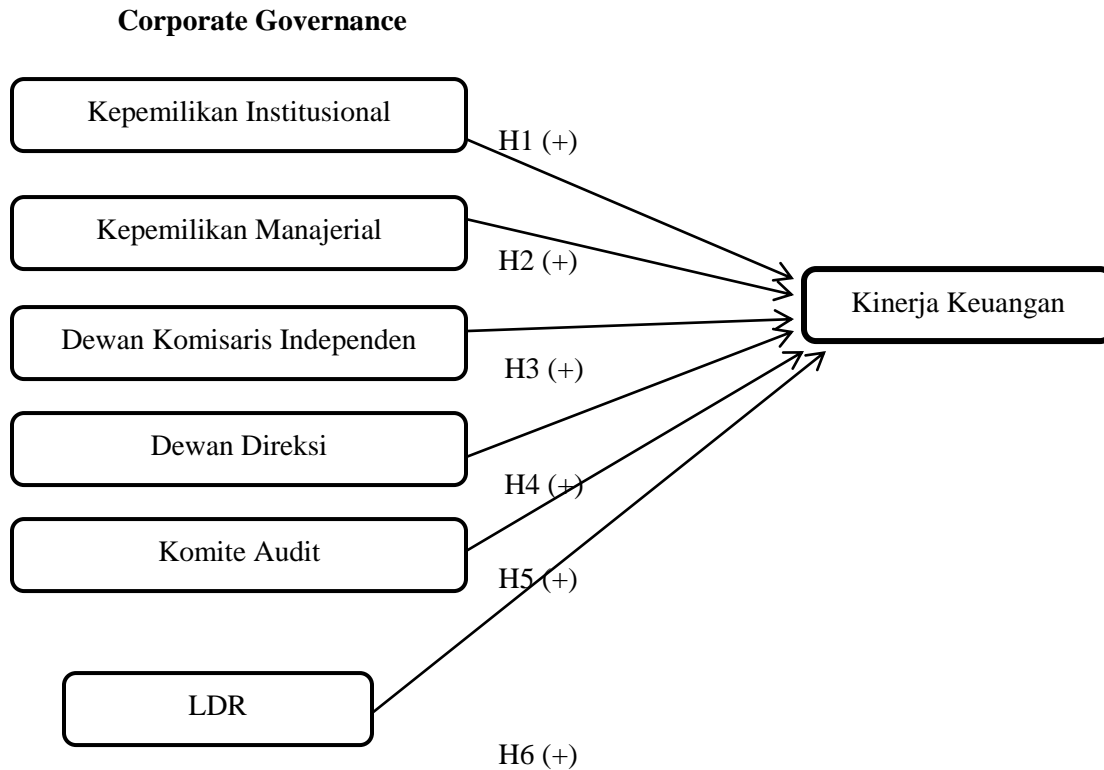 Corporate Governance
Kepemilikan Institusional
H1 (+)
Kepemilikan Manajerial
H2 (+)
Kinerja Keuangan
Dewan Komisaris Independen
H3 (+)
Dewan Direksi
H4 (+)
Komite Audit
H5 (+)
LDR
H6 (+)